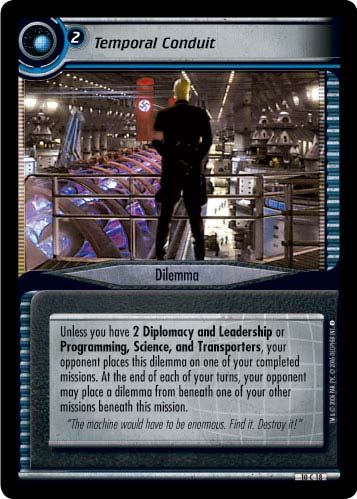 2
Temporal Conduit
Dilemma
Unless you have 2 Diplomacy and Leadership or
Programming, Science, and Transporters, your
opponent places this dilemma on one of your completed
missions. At the end of each of your turns, your opponent
may place a dilemma from beneath one of your other
missions beneath this mission.
"The machine would have to be enormous. Find it. Destroy it!"
10 C 18